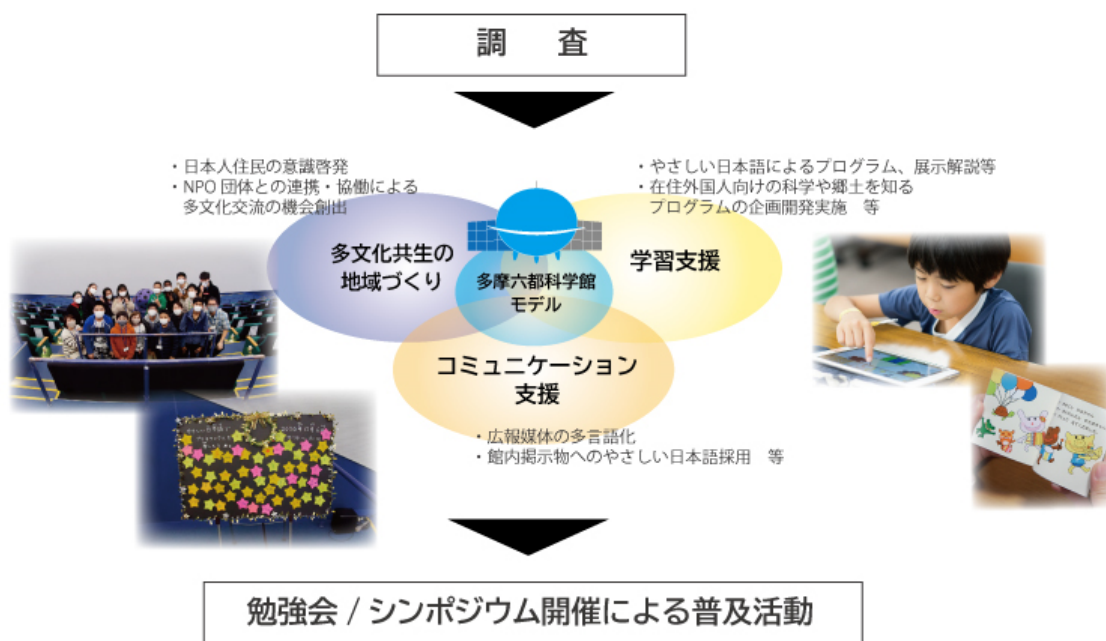 調 査
・日本人住民の意識啓発
・NPO 団体との連携・協働による
多文化交流の機会創出
・やさしい日本語によるプログラム、展示解説等
・在住外国人向けの科学や郷土を知る
プログラムの企画開発実施 等
多文化共生の
地域づくり
多摩六都科学館
モデル
学習支援
コミュニケーション
支援
・広報媒体の多言語化
・館内掲示物へのやさしい日本語採用 等
勉強会 / シンポジウム開催による普及活動